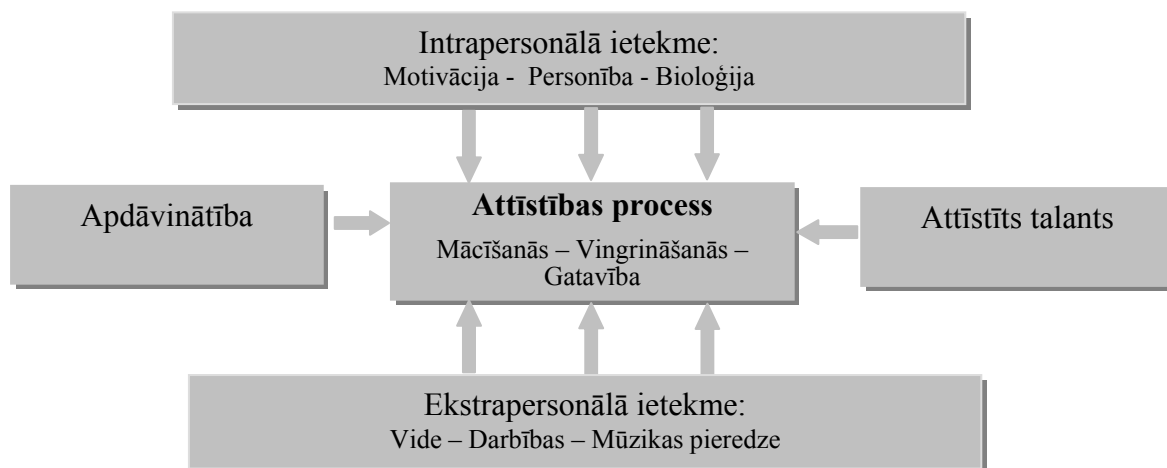 Intrapersonālā ietekme:
Motivācija - Personība - Bioloģija
Apdāvinātība
Attīstības process
Mācīšanās – Vingrināšanās –
Gatavība
Attīstīts talants
Ekstrapersonālā ietekme:
Vide – Darbības – Mūzikas pieredze